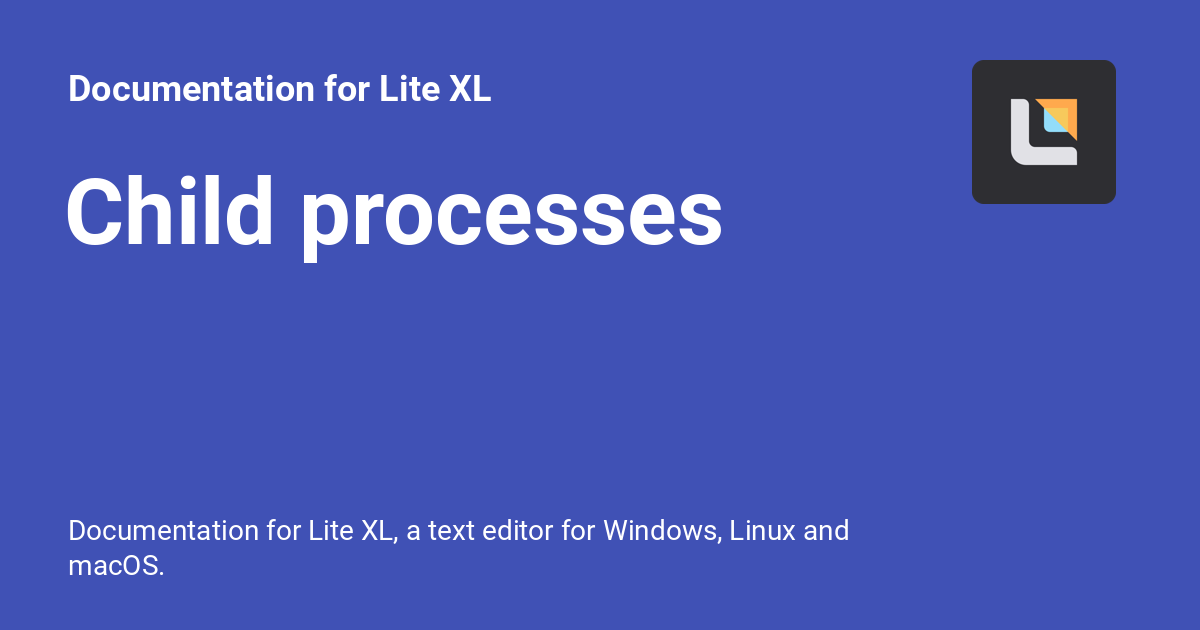 Documentation for Lite XL
Child processes
Documentation for Lite XL, a text editor for Windows, Linux and
macOS.